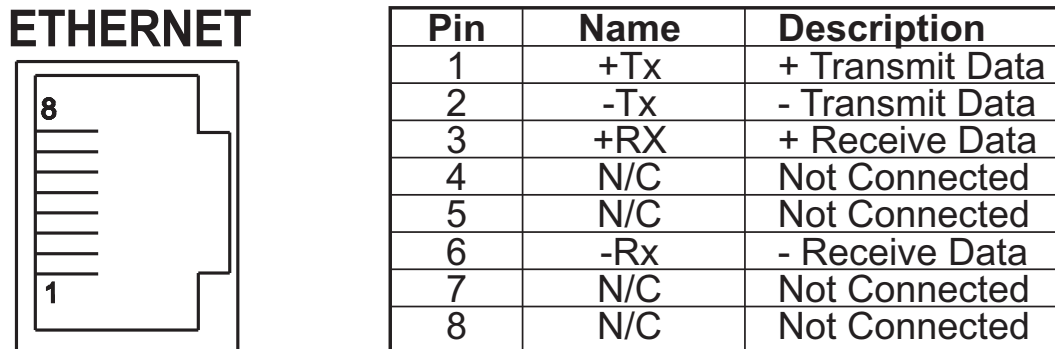 ETHERNET
8
1
Pin Name Description
1 +Tx + Transmit Data
2 -Tx - Transmit Data
3 +RX + Receive Data
4 N/C Not Connected
5 N/C Not Connected
6 -Rx - Receive Data
7 N/C Not Connected
8 N/C Not Connected